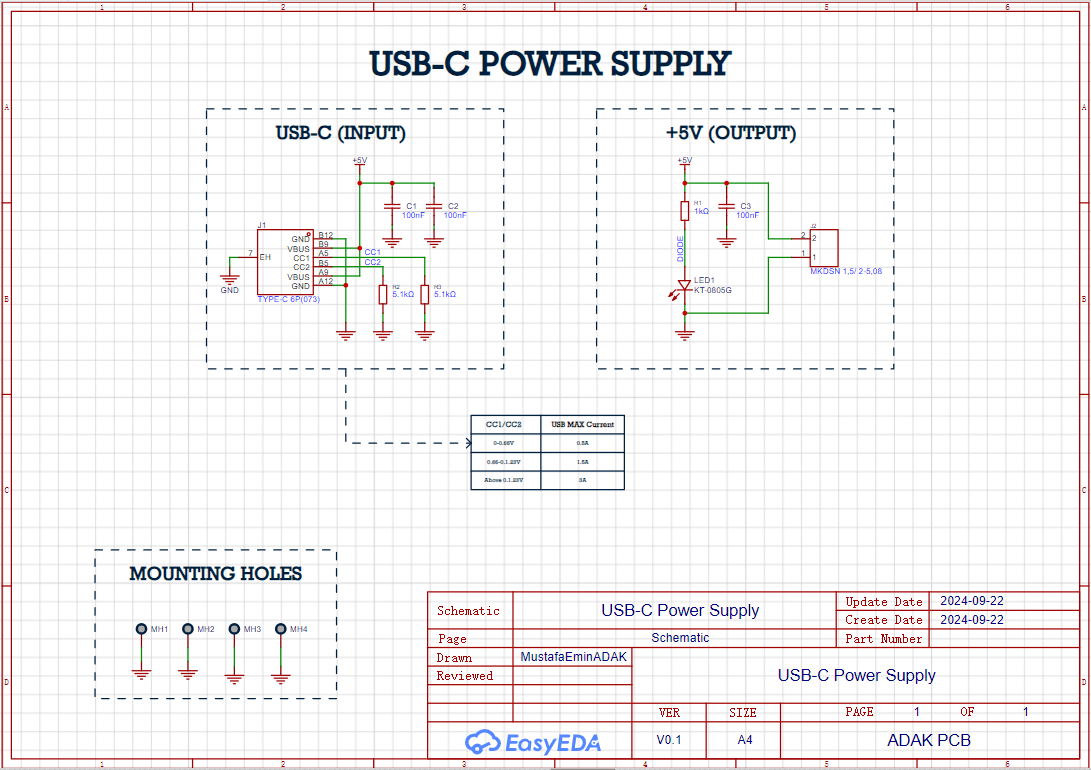 1 2 3 4 5 6
A A
B B
C C
D D
USB-C POWER SUPPLY
USB-C (INPUT)
+5V
C1
100nF
C2
100nF
J1
GND
VBUS
CC1
CC2
VBUS
GND
B12
B9
A5
B5
A9
A12
7
EH
GND
TYPE-C 6P(073)
CC1
CC2
R2
5.1kΩ
R3
5.1kΩ
+5V (OUTPUT)
+5V
R1
1kΩ
C3
100nF
DIODE
LED1
KT-0805G
J2
2 2
1 1
MKDSN 1,5/ 2-5,08
CC1/CC2 USB MAX Current
0-0.66V 0.5A
0.66-0.1.23V 1.5A
Above 0.1.23V 3A
MOUNTING HOLES
MH1 MH2 MH3 MH4
Schematic USB-C Power Supply
Update Date 2024-09-22
Create Date 2024-09-22
Page Schematic Part Number
Drawn MustafaEminADAK
Reviewed
USB-C Power Supply
VER SIZE PAGE 1 OF 1
EasyEDA V0.1 A4 ADAK PCB
1 2 3 4 5 6